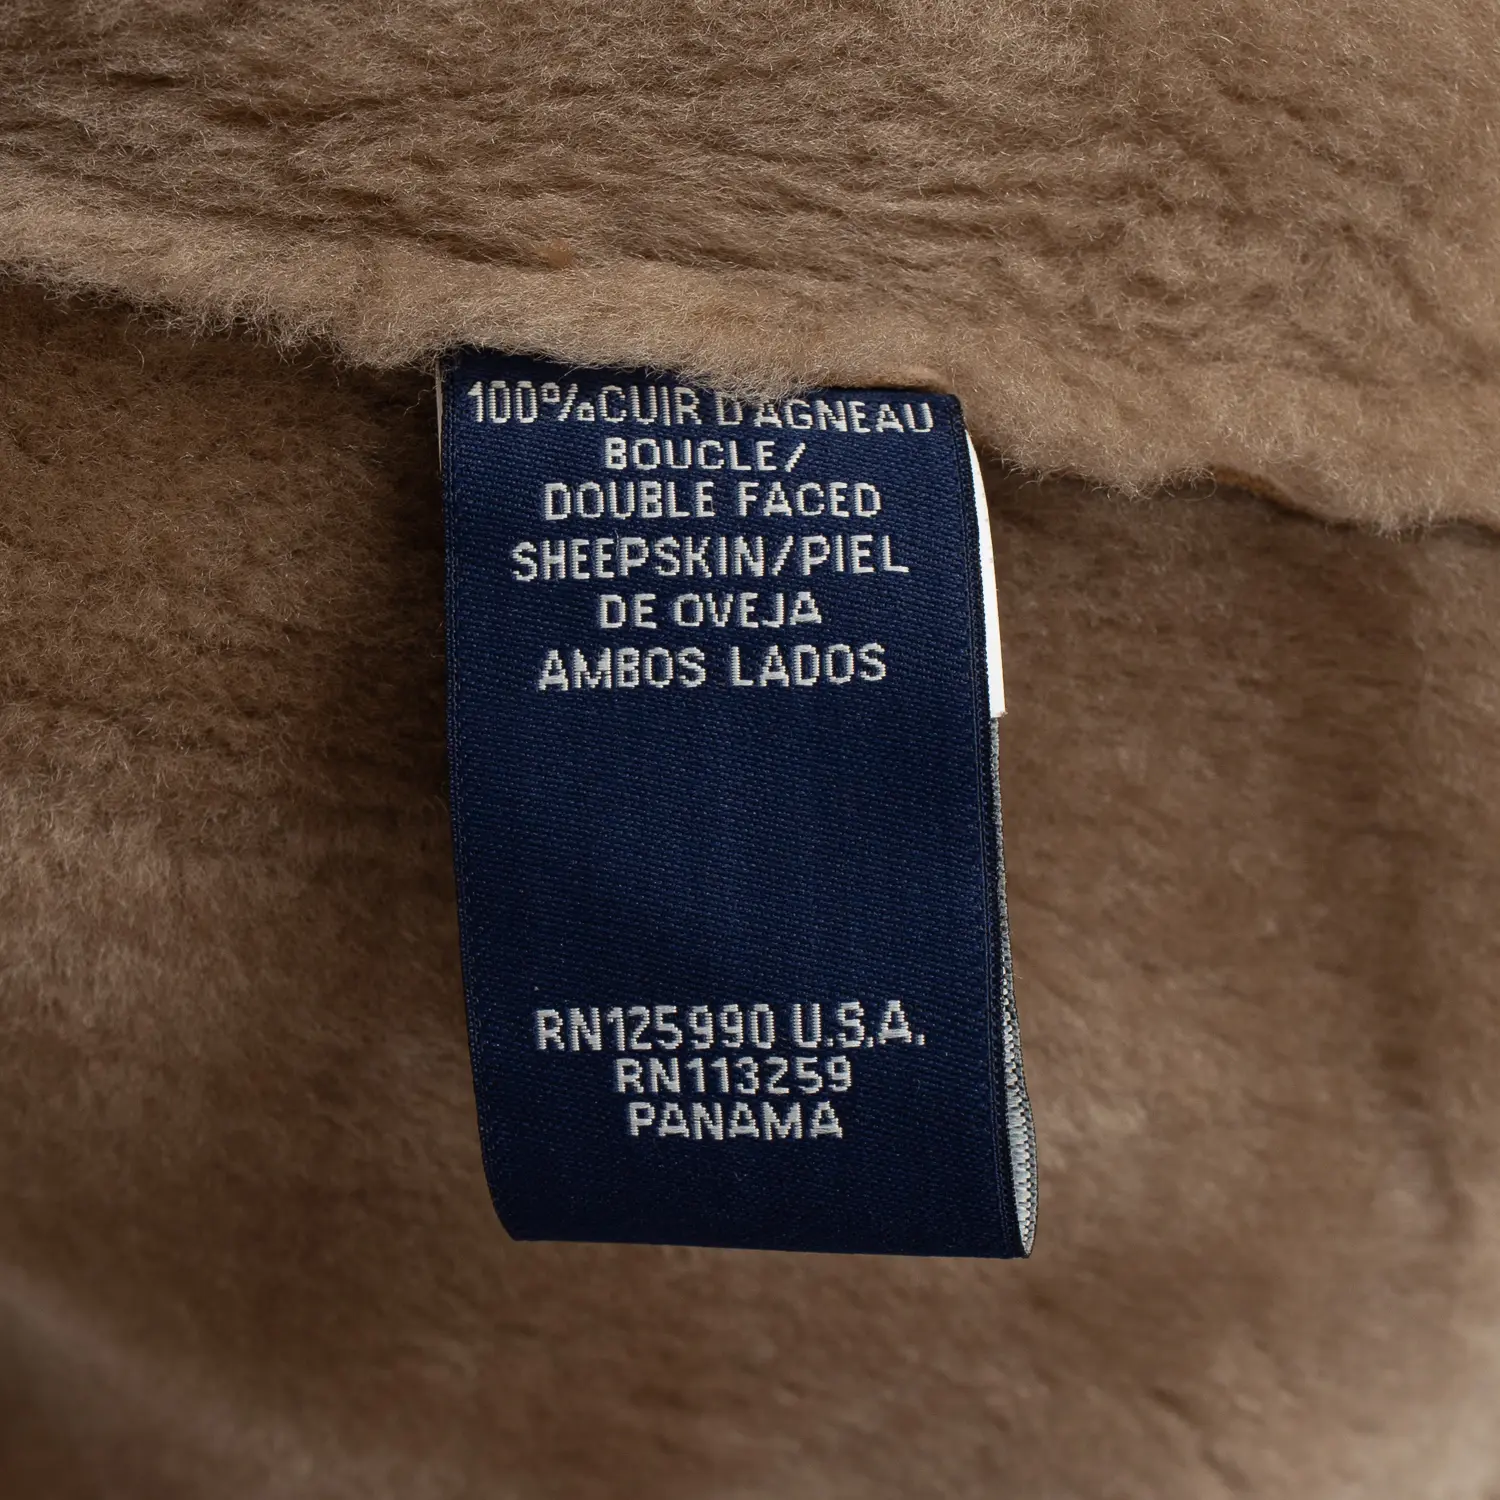 100%CUIR D'AGNEAU
BOUCLE/
DOUBLE FACED
SHEEPSKIN/PIEL
DE OVEJA
AMBOS LADOS
RN125990 U.S.A.
RN113259
PANAMA